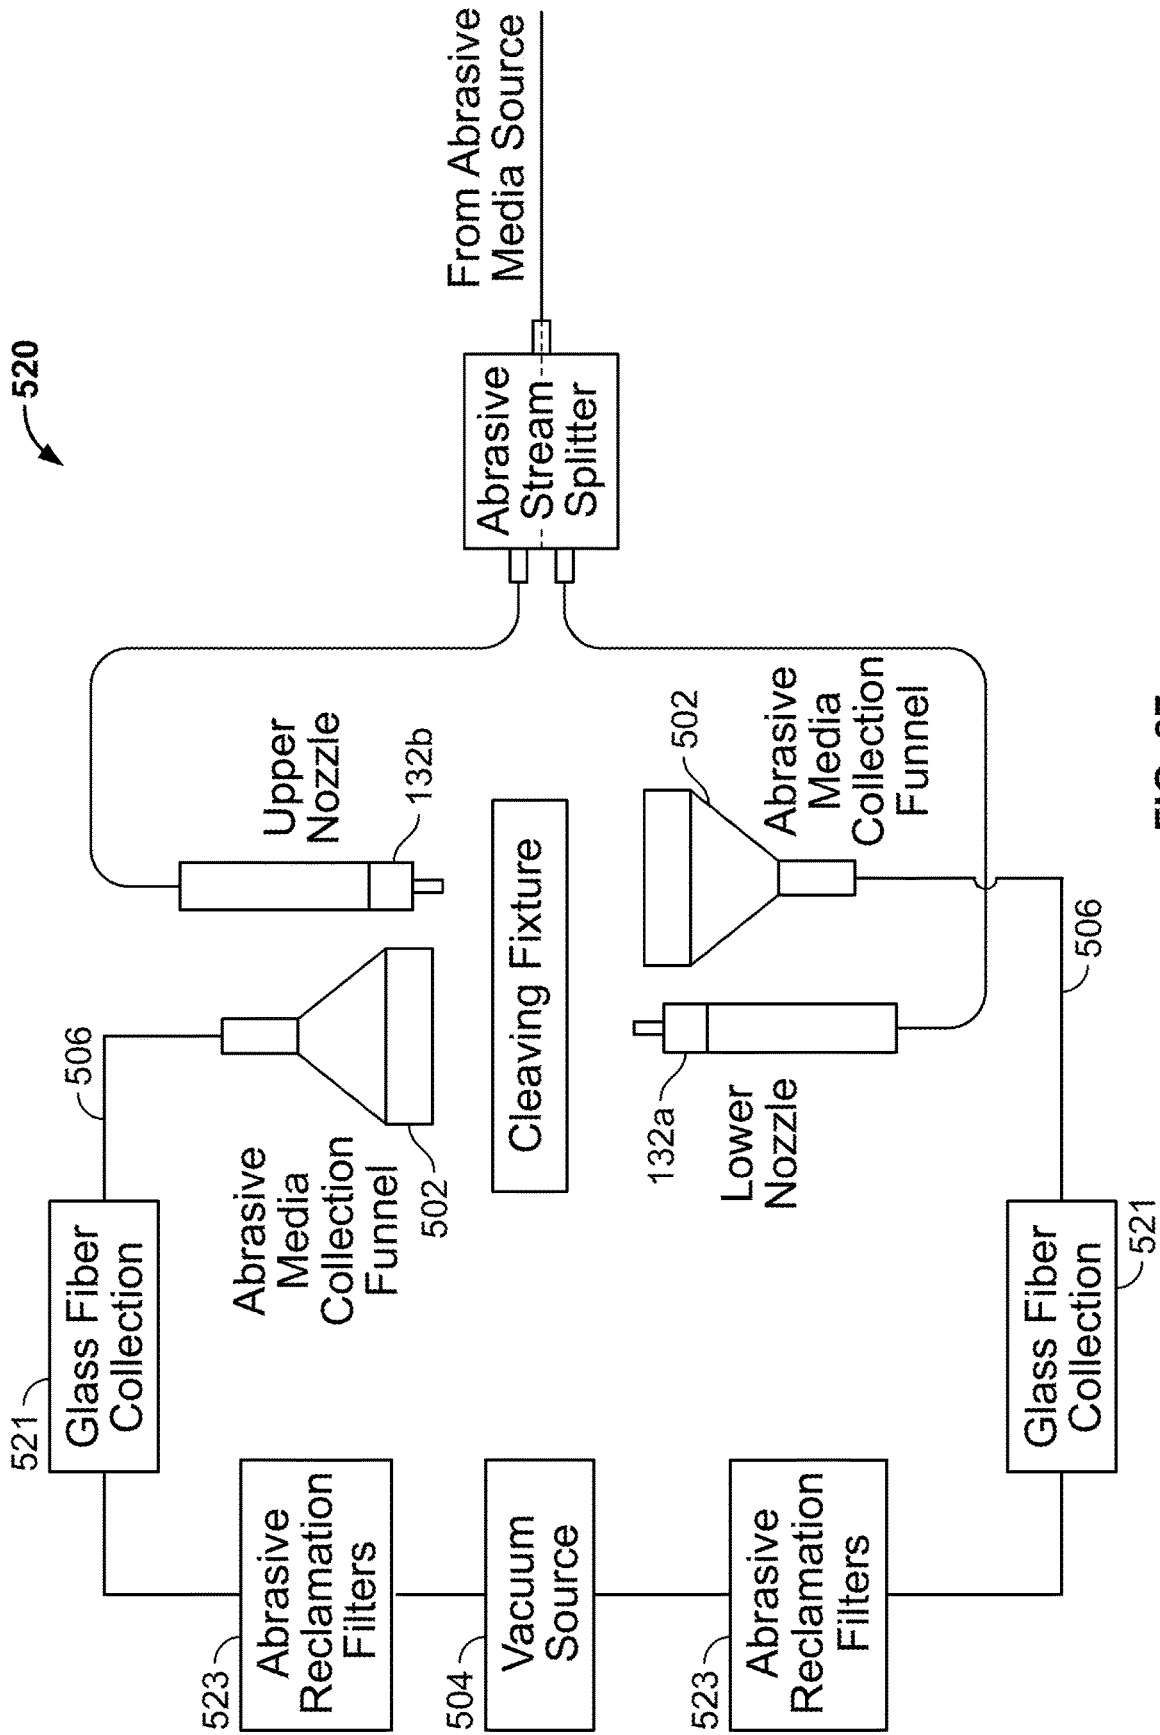 520
From Abrasive
Media Source
Abrasive
Stream
Splitter
Upper
Nozzle
132b
Abrasive
Media
Collection
Funnel
502
506
Glass Fiber
Collection
521
Cleaving Fixture
Abrasive
Media
Collection
Funnel
502
506
Lower
Nozzle
132a
Glass Fiber
Collection
521
Abrasive
Reclamation
Filters
523
Vacuum
Source
504
Abrasive
Reclamation
Filters
523
FIG.